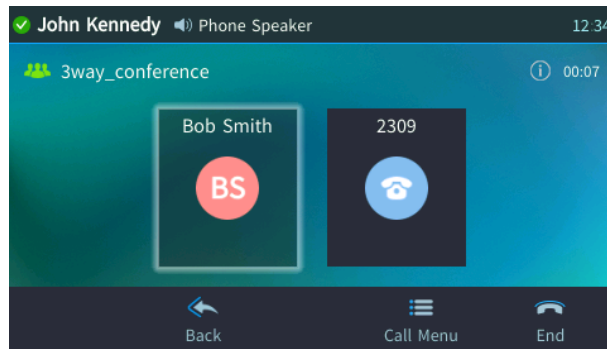 John Kennedy Phone Speaker 12:34
3way_conference 00:07
Bob Smith 2309
BS
Back Call Menu End